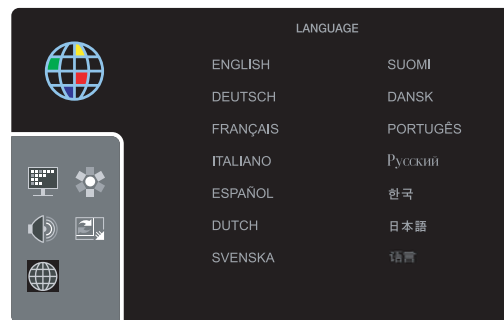 LANGUAGE
ENGLISH SUOMI
DEUTSCH DANSK
FRANÇAIS PORTUGÊS
ITALIANO Русский
ESPAÑOL 한국
DUTCH 日本語
SVENSKA 语言